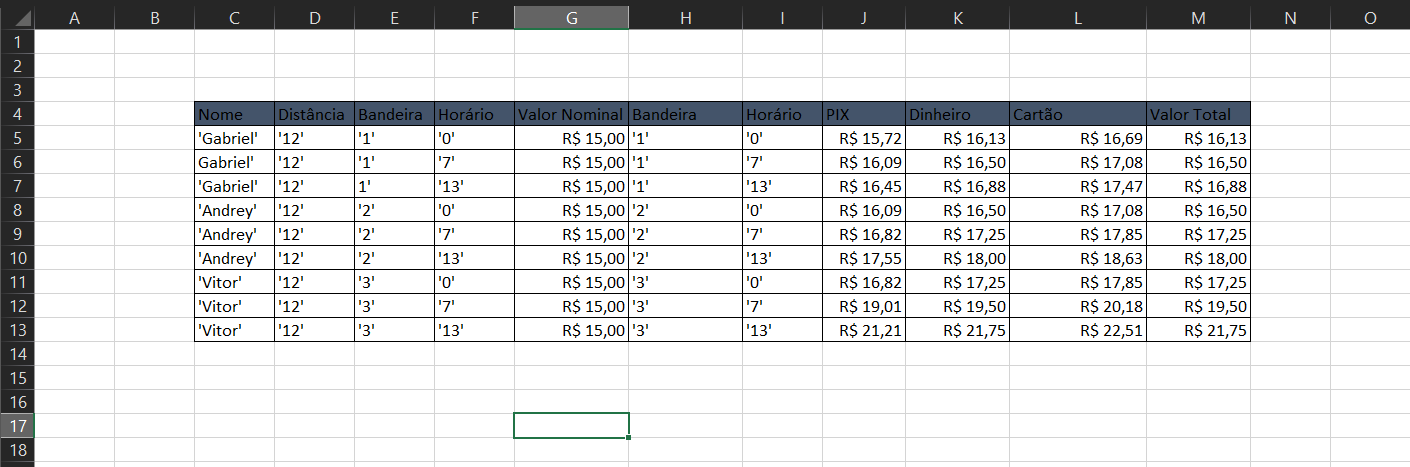 A B C D E F G H I J K L M N O
1
2
3
4 Nome Distância Bandeira Horário Valor Nominal Bandeira Horário PIX Dinheiro Cartão Valor Total
5 'Gabriel' '12' '1' '0' R$ 15,00 '1' '0' R$ 15,72 R$ 16,13 R$ 16,69 R$ 16,13
6 Gabriel' '12' '1' '7' R$ 15,00 '1' '7' R$ 16,09 R$ 16,50 R$ 17,08 R$ 16,50
7 'Gabriel' '12' 1' '13' R$ 15,00 '1' '13' R$ 16,45 R$ 16,88 R$ 17,47 R$ 16,88
8 'Andrey' '12' '2' '0' R$ 15,00 '2' '0' R$ 16,09 R$ 16,50 R$ 17,08 R$ 16,50
9 'Andrey' '12' '2' '7' R$ 15,00 '2' '7' R$ 16,82 R$ 17,25 R$ 17,85 R$ 17,25
10 'Andrey' '12' '2' '13' R$ 15,00 '2' '13' R$ 17,55 R$ 18,00 R$ 18,63 R$ 18,00
11 'Vitor' '12' '3' '0' R$ 15,00 '3' '0' R$ 16,82 R$ 17,25 R$ 17,85 R$ 17,25
12 'Vitor' '12' '3' '7' R$ 15,00 '3' '7' R$ 19,01 R$ 19,50 R$ 20,18 R$ 19,50
13 'Vitor' '12' '3' '13' R$ 15,00 '3' '13' R$ 21,21 R$ 21,75 R$ 22,51 R$ 21,75
14
15
16
17
18